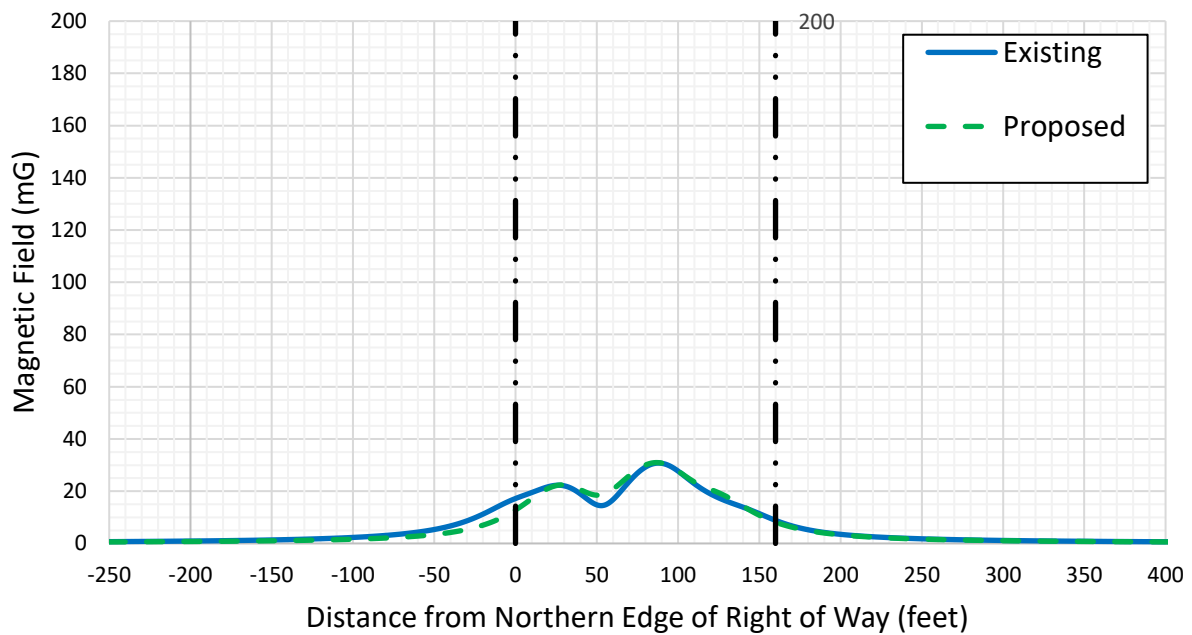 200
200
Existing
180
160
Proposed
140
120
100
80
60
40
20
0
Magnetic Field (mG)
-250 -200 -150 -100 -50 0 50 100 150 200 250 300 350 400
Distance from Northern Edge of Right of Way (feet)